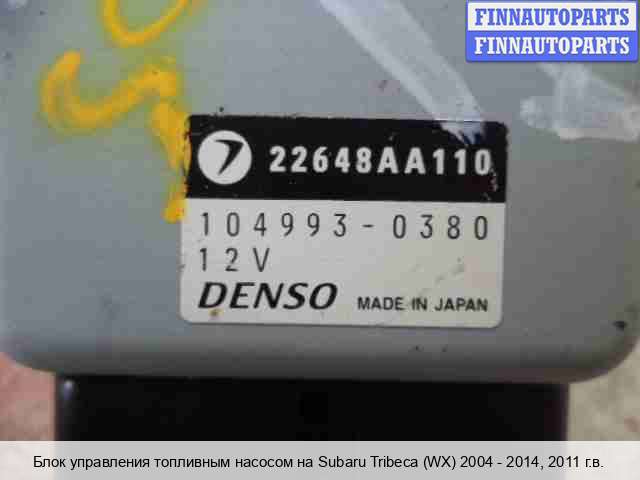 FINNAUTOPARTS
FINNAUTOPARTS
22648AA110
104993-0380
12V
DENSO MADE IN JAPAN
Блок управления топливным насосом на Subaru Tribeca (WX) 2004 - 2014, 2011 г.в.